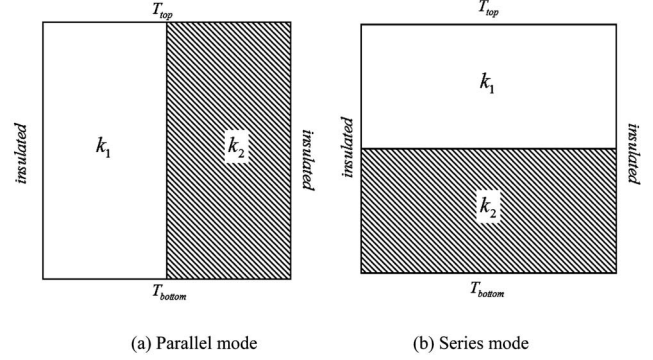 T_top
insulated
k_1
k_2
insulated
T_bottom
(a) Parallel mode
T_top
insulated
k_1
k_2
insulated
T_bottom
(b) Series mode